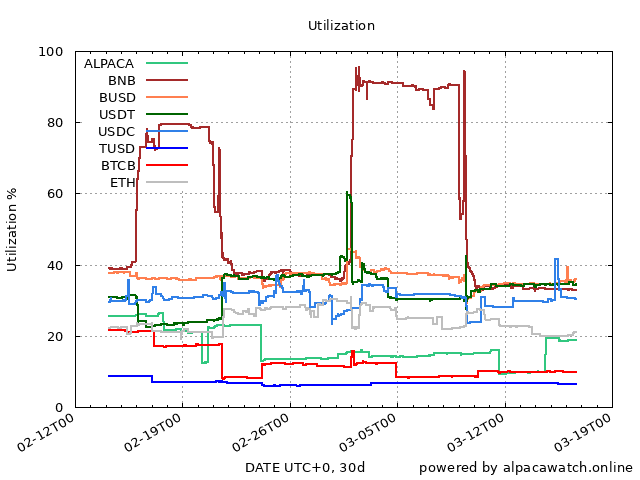 Utilization
Utilization %
100
80
60
40
20
0
ALPACA
BNB
BUSD
USDT
USDC
TUSD
BTCB
ETH
02-12T00
02-19T00
02-26T00
03-05T00
03-12T00
03-19T00
DATE UTC+0, 30d
powered by alpacawatch.online